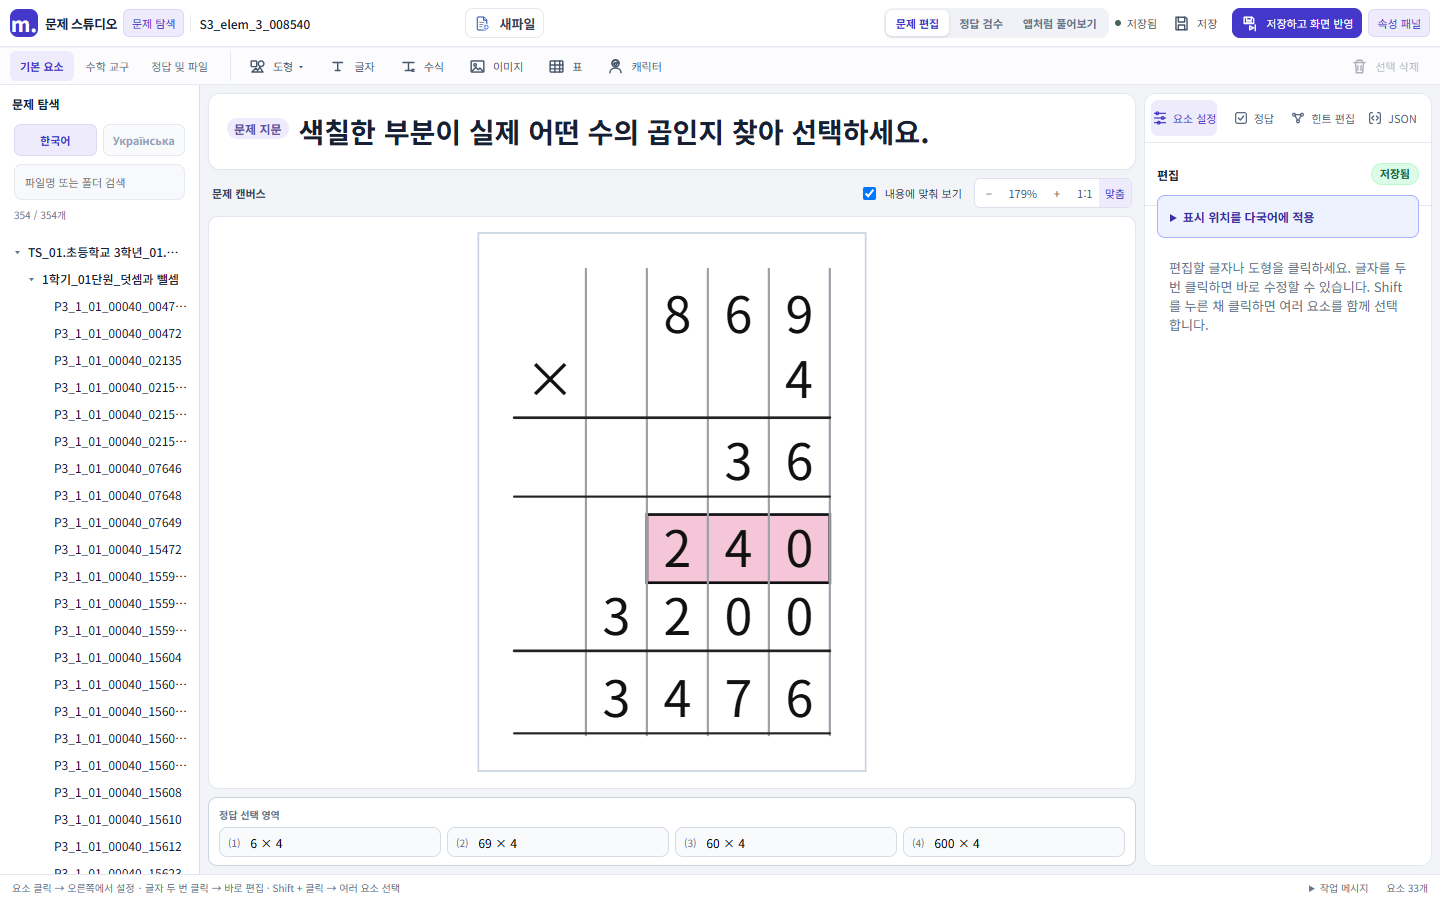 m. 문제 스튜디오 문제 탐색 S3_elem_3_008540 새파일 문제 편집 정답 검수 앱처럼 풀어보기 저장됨 저장 저장하고 화면 반영 속성 패널
기본 요소 수학 교구 정답 및 파일 도형 글자 수식 이미지 표 캐릭터 선택 삭제
문제 탐색
한국어 Українська
파일명 또는 폴더 검색
354 / 354개
TS_01.초등학교 3학년_01.…
1학기_01단원_덧셈과 뺄셈
P3_1_01_00040_0047…
P3_1_01_00040_00472
P3_1_01_00040_02135
P3_1_01_00040_0215…
P3_1_01_00040_0215…
P3_1_01_00040_0215…
P3_1_01_00040_07646
P3_1_01_00040_07648
P3_1_01_00040_07649
P3_1_01_00040_15472
P3_1_01_00040_1559…
P3_1_01_00040_1559…
P3_1_01_00040_1559…
P3_1_01_00040_15604
P3_1_01_00040_1560…
P3_1_01_00040_1560…
P3_1_01_00040_1560…
P3_1_01_00040_1560…
P3_1_01_00040_15608
P3_1_01_00040_15610
P3_1_01_00040_15612
P3_1_01_00040_15623
문제 지문 색칠한 부분이 실제 어떤 수의 곱인지 찾아 선택하세요.
문제 캔버스 내용에 맞춰 보기 − 179% + 1:1 맞춤
8 6 9
× 4
3 6
2 4 0
3 2 0 0
3 4 7 6
정답 선택 영역
(1) 6 × 4 (2) 69 × 4 (3) 60 × 4 (4) 600 × 4
요소 설정 정답 힌트 편집 JSON
편집 저장됨
▶ 표시 위치를 다국어에 적용
편집할 글자나 도형을 클릭하세요. 글자를 두
번 클릭하면 바로 수정할 수 있습니다. Shift
를 누른 채 클릭하면 여러 요소를 함께 선택
합니다.
요소 클릭 → 오른쪽에서 설정 · 글자 두 번 클릭 → 바로 편집 · Shift + 클릭 → 여러 요소 선택 ▶ 작업 메시지 요소 33개